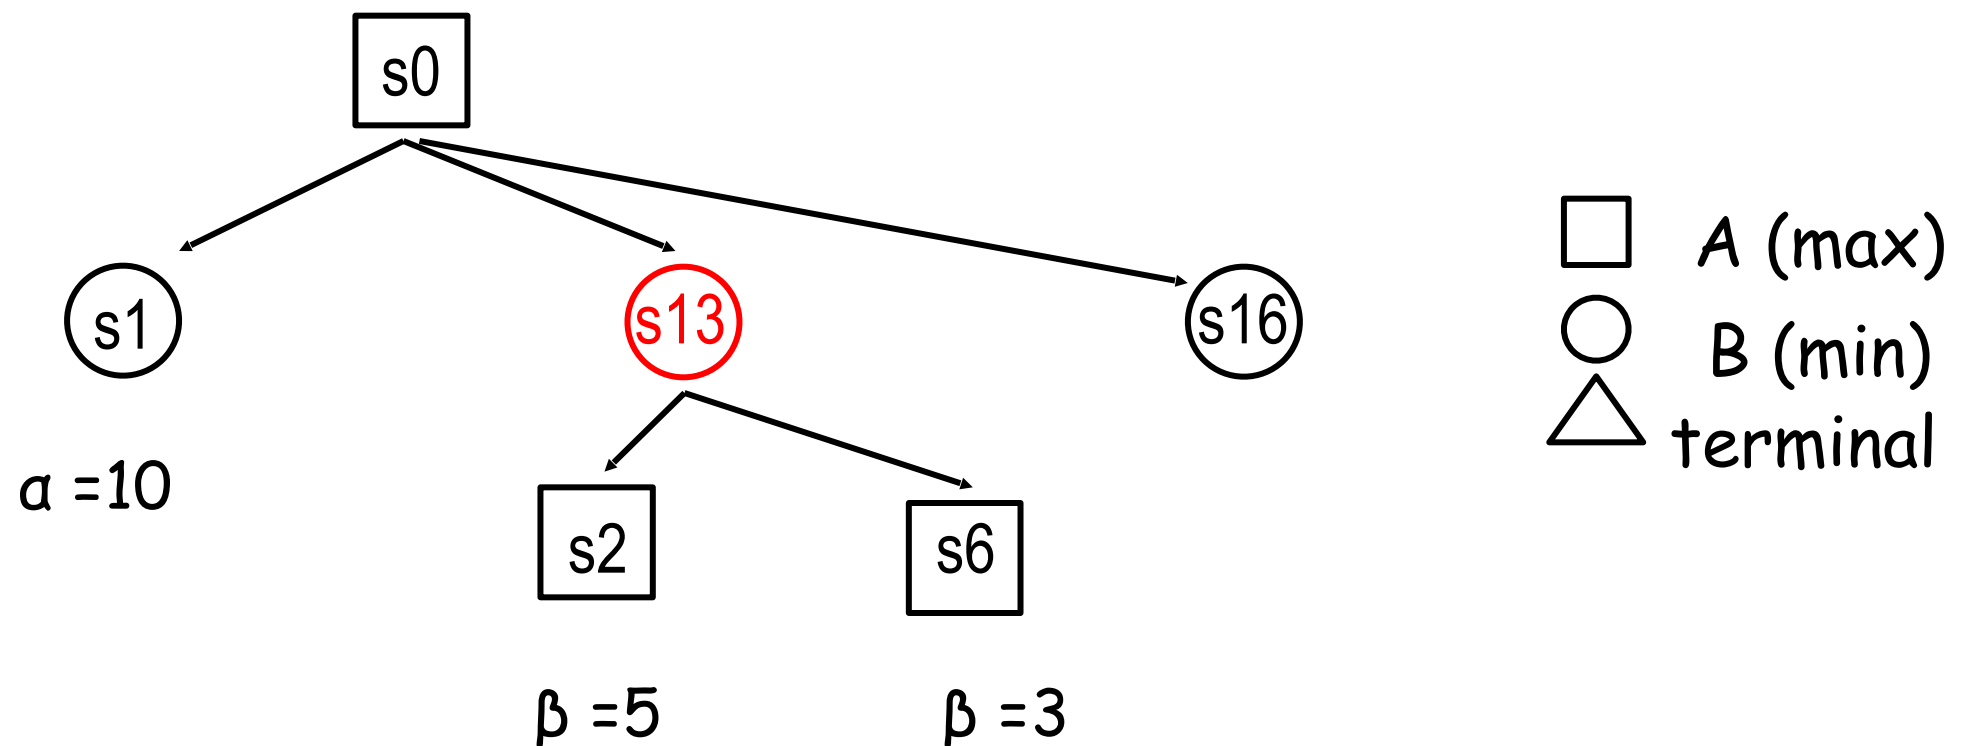 s0
s1
s13
s16
A (max)
B (min)
terminal
α =10
s2
s6
β =5
β =3